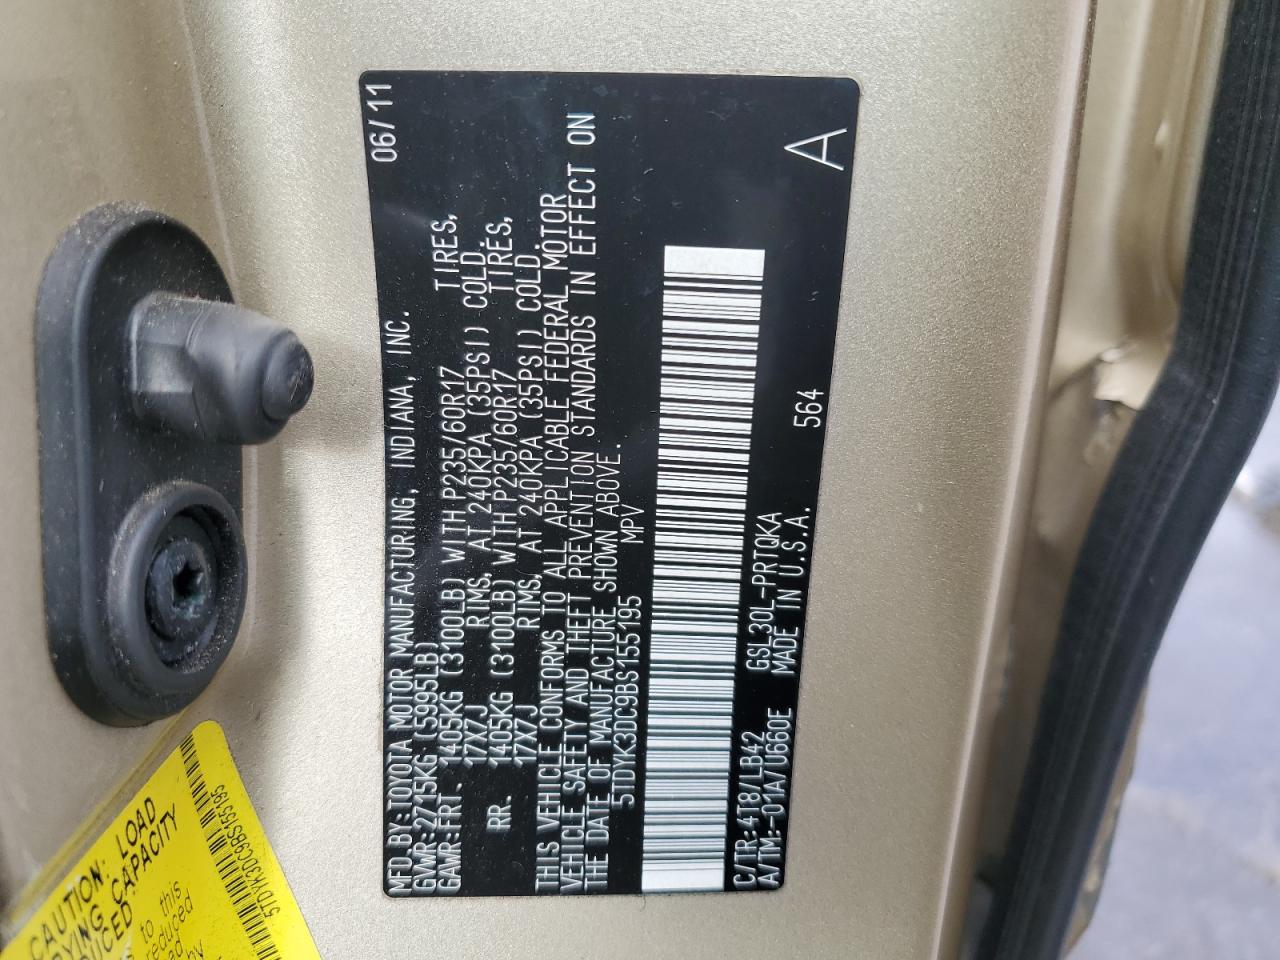 06/11
MFD.BY:TOYOTA MOTOR MANUFACTURING, INDIANA, INC.
GVWR:2715KG (5995LB)
GAWR:FRT. 1405KG (3100LB) WITH P235/60R17 TIRES,
17X7J RIMS, AT 240KPA (35PSI) COLD.
RR. 1405KG (3100LB) WITH P235/60R17 TIRES,
17X7J RIMS, AT 240KPA (35PSI) COLD.
THIS VEHICLE CONFORMS TO ALL APPLICABLE FEDERAL MOTOR
VEHICLE SAFETY AND THEFT PREVENTION STANDARDS IN EFFECT ON
THE DATE OF MANUFACTURE SHOWN ABOVE.
5TDYK3DC9BS155195 MPV
C/TR:4T8/LB42 GSL30L-PRTQKA
A/TM:-01A/U660E MADE IN U.S.A. 564
A
CAUTION: LOAD
CAPACITY
to this
by
5TDYK3DC9BS155195